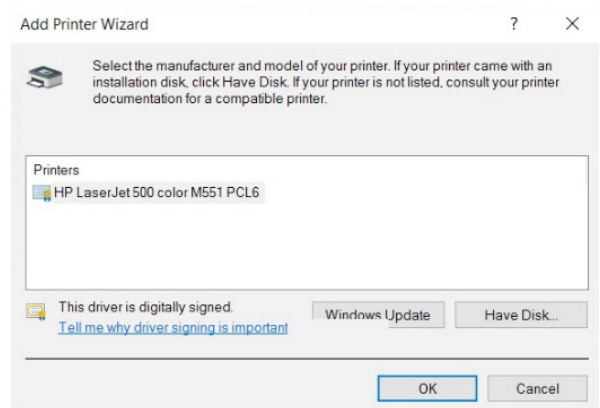 Add Printer Wizard
Select the manufacturer and model of your printer. If your printer came with an
installation disk, click Have Disk. If your printer is not listed, consult your printer
documentation for a compatible printer.
Printers
HP LaserJet 500 color M551 PCL6
This driver is digitally signed.
Tell me why driver signing is important
Windows Update
Have Disk...
OK
Cancel